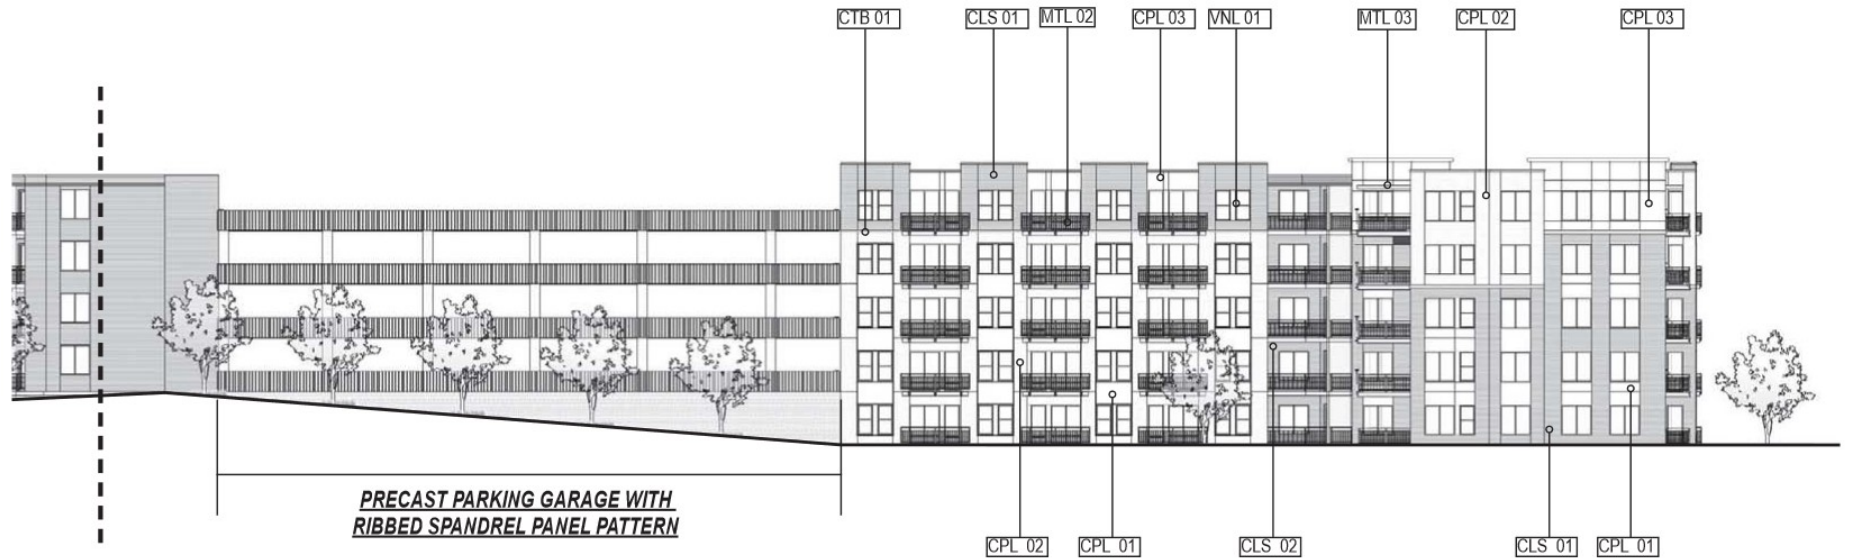 CTB 01
CLS 01
MTL 02
CPL 03
VNL 01
MTL 03
CPL 02
CPL 03
PRECAST PARKING GARAGE WITH
RIBBED SPANDREL PANEL PATTERN
CPL 02
CPL 01
CLS 02
CLS 01
CPL 01